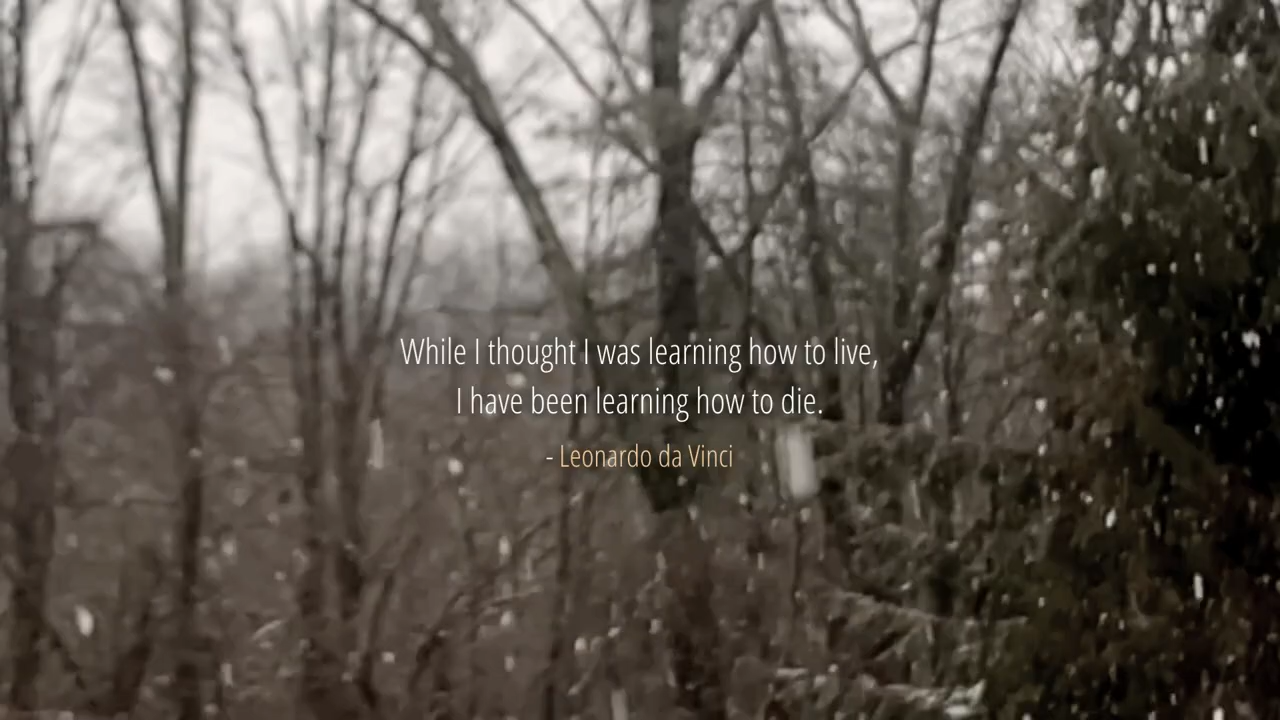 While I thought I was learning how to live,
I have been learning how to die.
- Leonardo da Vinci